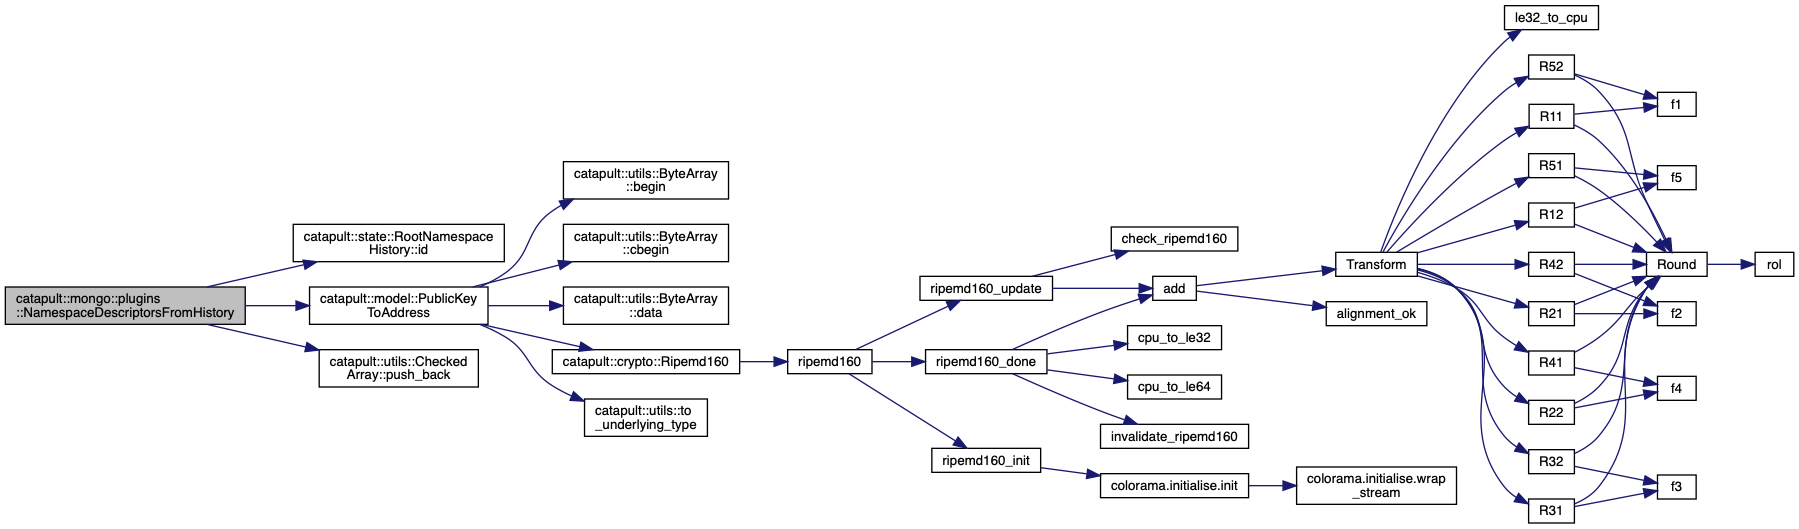 catapult::mongo::plugins
::NamespaceDescriptorsFromHistory
catapult::state::RootNamespace
History::id
catapult::model::PublicKey
ToAddress
catapult::utils::Checked
Array::push_back
catapult::utils::ByteArray
::begin
catapult::utils::ByteArray
::cbegin
catapult::utils::ByteArray
::data
catapult::crypto::Ripemd160
catapult::utils::to
_underlying_type
ripemd160
ripemd160_update
ripemd160_done
ripemd160_init
check_ripemd160
add
cpu_to_le32
cpu_to_le64
invalidate_ripemd160
colorama.initialise.init
Transform
alignment_ok
colorama.initialise.wrap
_stream
le32_to_cpu
R52
R11
R51
R12
R42
R21
R41
R22
R32
R31
f1
f5
Round
f2
f4
f3
rol